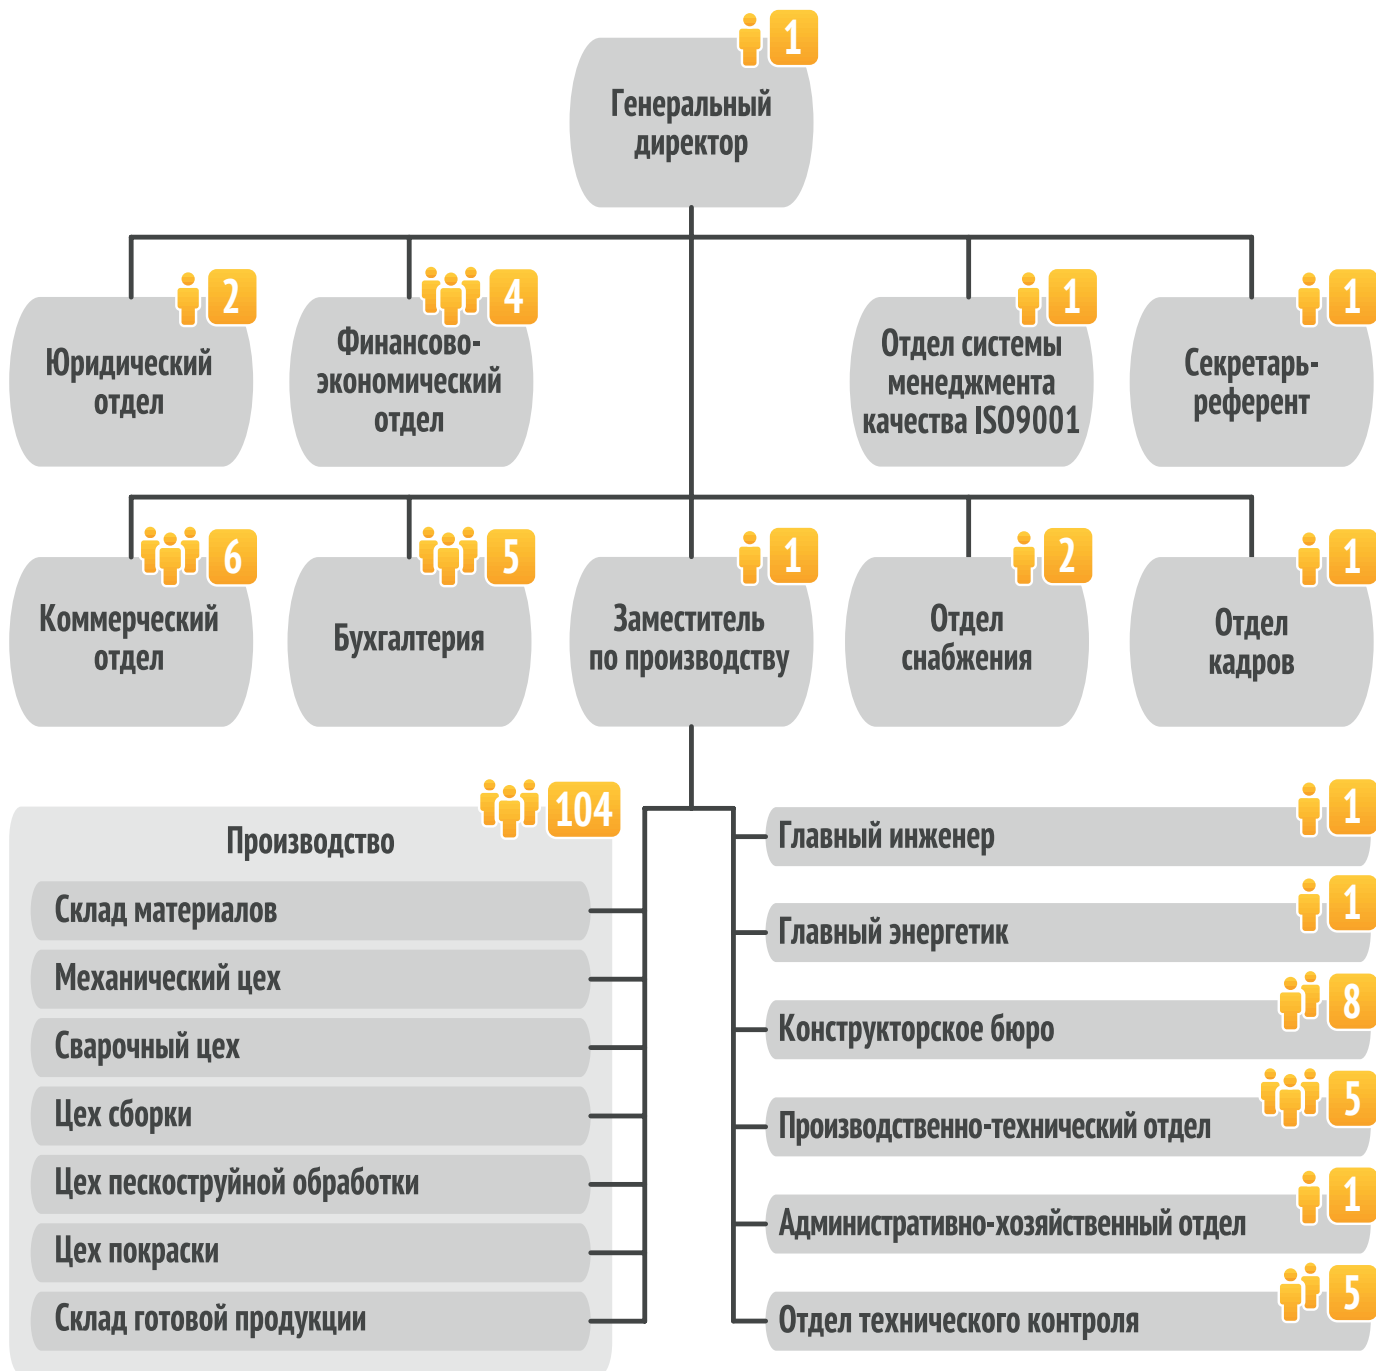 1
Генеральный
директор
2
Юридический
отдел
4
Финансово-
экономический
отдел
1
Отдел системы
менеджмента
качества ISO9001
1
Секретарь-
референт
6
Коммерческий
отдел
5
Бухгалтерия
1
Заместитель
по производству
2
Отдел
снабжения
1
Отдел
кадров
104
Производство
Склад материалов
Механический цех
Сварочный цех
Цех сборки
Цех пескоструйной обработки
Цех покраски
Склад готовой продукции
1
Главный инженер
1
Главный энергетик
8
Конструкторское бюро
5
Производственно-технический отдел
1
Административно-хозяйственный отдел
5
Отдел технического контроля